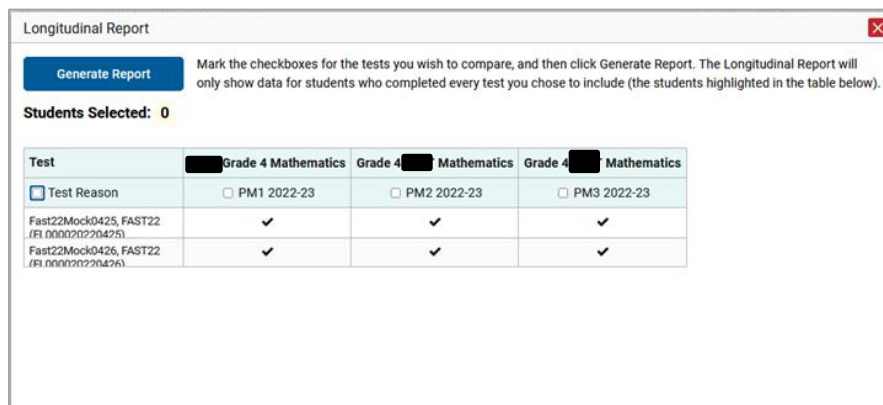 Longitudinal Report
Generate Report
Mark the checkboxes for the tests you wish to compare, and then click Generate Report. The Longitudinal Report will
only show data for students who completed every test you chose to include (the students highlighted in the table below).
Students Selected: 0
Test Grade 4 Mathematics Grade 4 Mathematics Grade 4 Mathematics
Test Reason PM1 2022-23 PM2 2022-23 PM3 2022-23
Fast22Mock0425, FAST22
(FL000020220425)
Fast22Mock0426, FAST22
(FL000020220426)